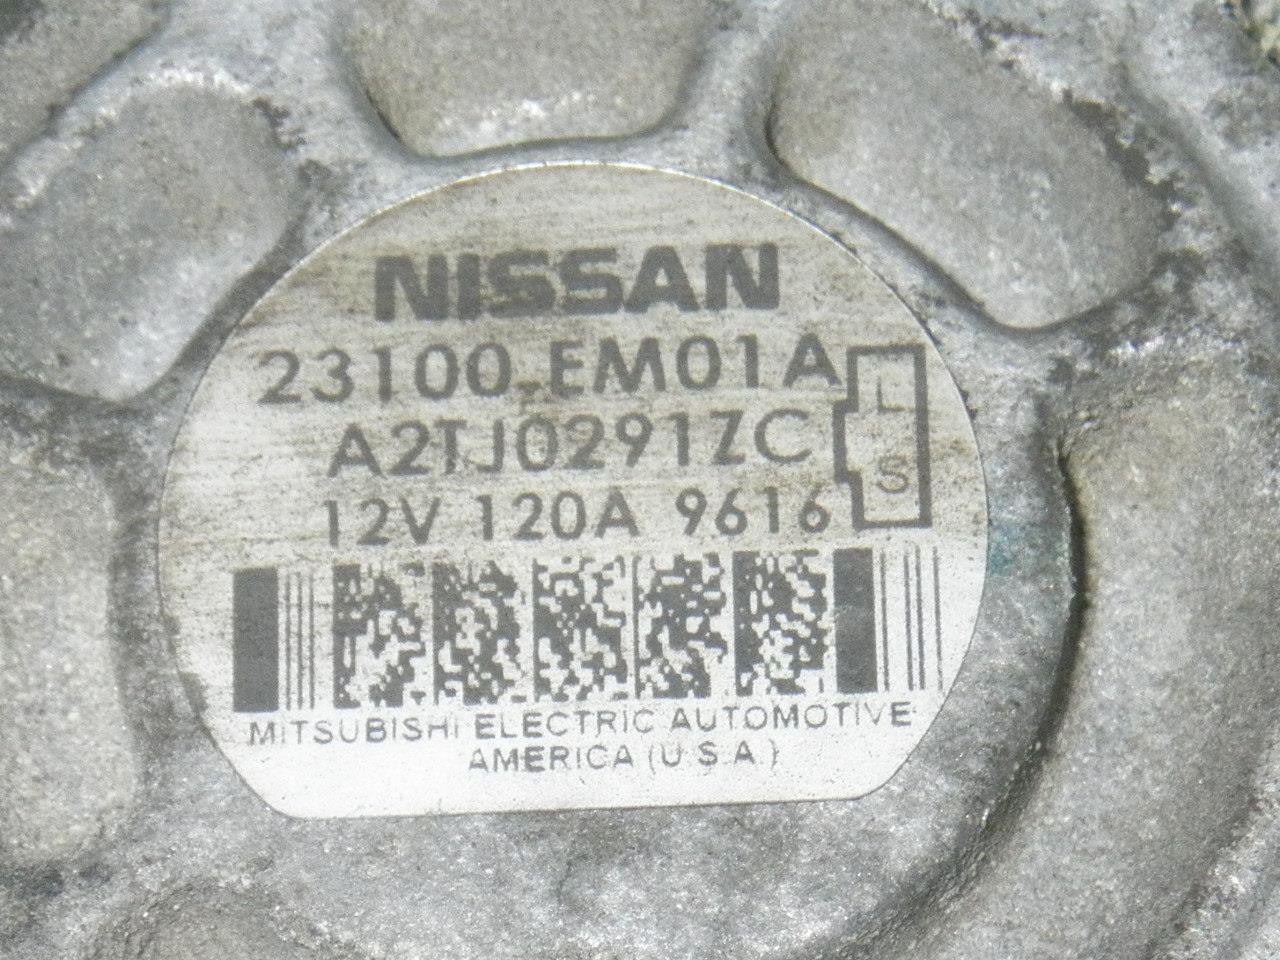 NISSAN
23100 EM01A
A2TJ0291ZC
12V 120A 9616
L
S
MITSUBISHI ELECTRIC AUTOMOTIVE
AMERICA (U.S.A.)